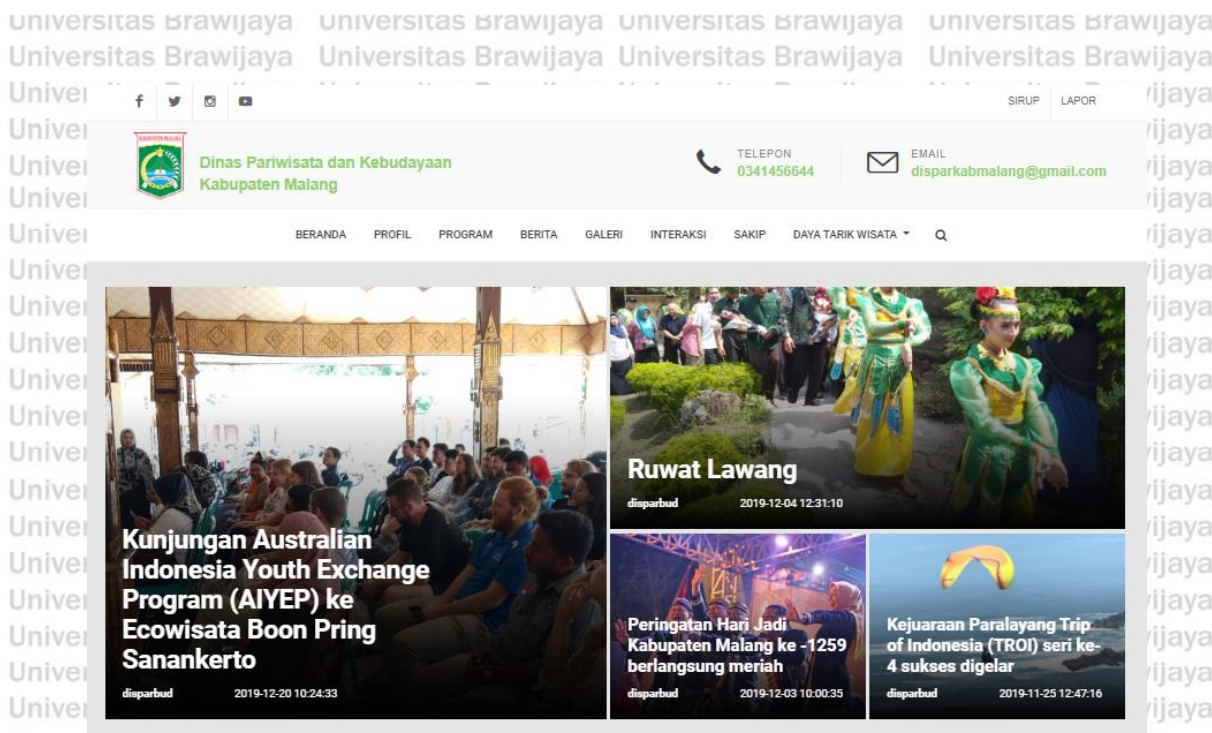 Universitas Brawijaya Universitas Brawijaya Universitas Brawijaya Universitas Brawijaya
Universitas Brawijaya Universitas Brawijaya Universitas Brawijaya Universitas Brawijaya
SIRUP LAPOR
KABUPATEN MALANG
Dinas Pariwisata dan Kebudayaan
Kabupaten Malang
TELEPON
0341456644
EMAIL
disparkabmalang@gmail.com
BERANDA PROFIL PROGRAM BERITA GALERI INTERAKSI SAKIP DAYA TARIK WISATA
Kunjungan Australian
Indonesia Youth Exchange
Program (AIYEP) ke
Ecowisata Boon Pring
Sanankerto
disparbud 2019-12-20 10:24:33
Ruwat Lawang
disparbud 2019-12-04 12:31:10
Peringatan Hari Jadi
Kabupaten Malang ke -1259
berlangsung meriah
disparbud 2019-12-03 10:00:35
Kejuaraan Paralayang Trip
of Indonesia (TROI) seri ke-
4 sukses digelar
disparbud 2019-11-25 12:47:16